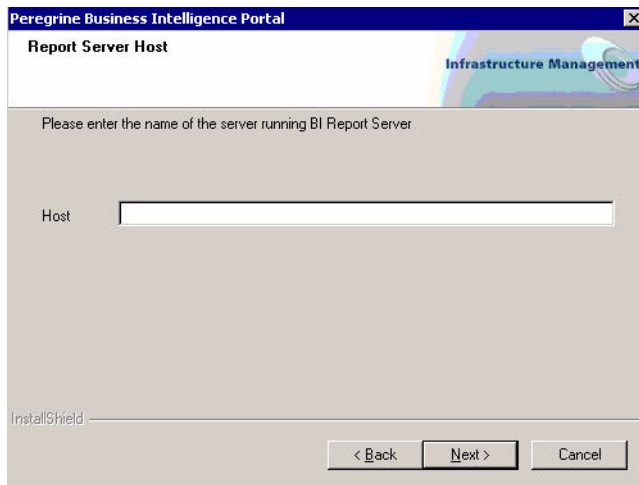 Peregrine Business Intelligence Portal
Report Server Host
Infrastructure Management
Please enter the name of the server running BI Report Server
Host
InstallShield
< Back Next > Cancel